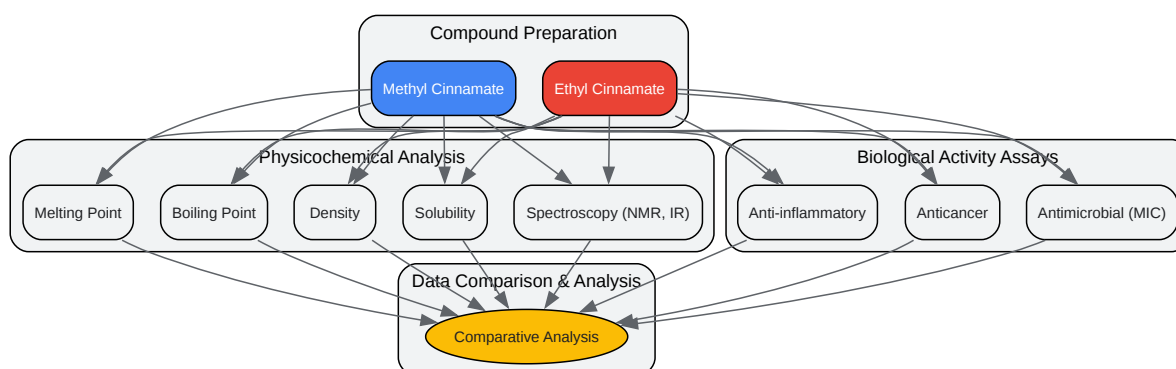 Compound Preparation
Methyl Cinnamate
Ethyl Cinnamate
Physicochemical Analysis
Biological Activity Assays
Melting Point
Boiling Point
Density
Solubility
Spectroscopy (NMR, IR)
Anti-inflammatory
Anticancer
Antimicrobial (MIC)
Data Comparison & Analysis
Comparative Analysis